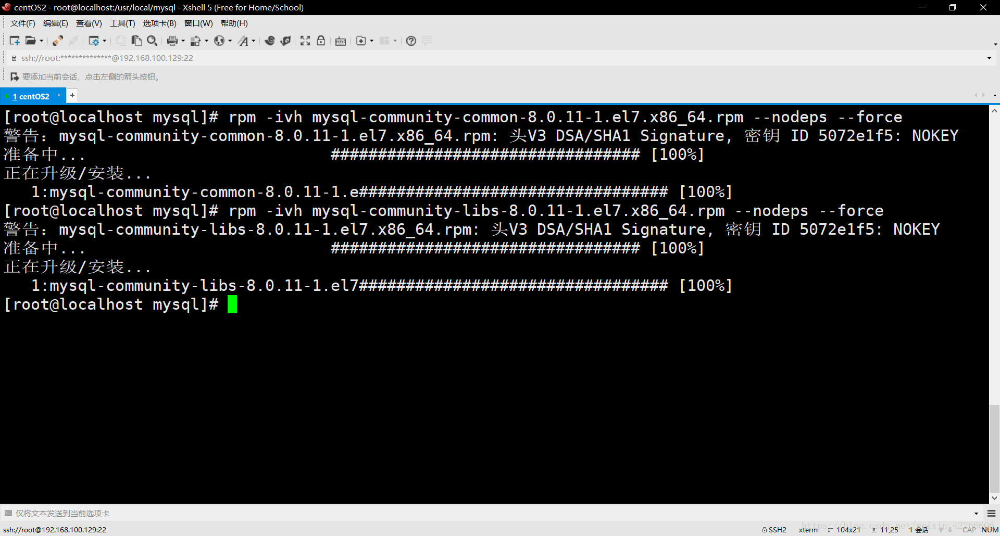 centOS2 - root@localhost:/usr/local/mysql - Xshell 5 (Free for Home/School)
文件(F) 编辑(E) 查看(V) 工具(T) 选项卡(B) 窗口(W) 帮助(H)
ssh://root:**************@192.168.100.129:22
要添加当前会话，点击左侧的箭头按钮。
1 centOS2 +
[root@localhost mysql]# rpm -ivh mysql-community-common-8.0.11-1.el7.x86_64.rpm --nodeps --force
警告：mysql-community-common-8.0.11-1.el7.x86_64.rpm: 头V3 DSA/SHA1 Signature, 密钥 ID 5072e1f5: NOKEY
准备中... ################################# [100%]
正在升级/安装...
1:mysql-community-common-8.0.11-1.e################################# [100%]
[root@localhost mysql]# rpm -ivh mysql-community-libs-8.0.11-1.el7.x86_64.rpm --nodeps --force
警告：mysql-community-libs-8.0.11-1.el7.x86_64.rpm: 头V3 DSA/SHA1 Signature, 密钥 ID 5072e1f5: NOKEY
准备中... ################################# [100%]
正在升级/安装...
1:mysql-community-libs-8.0.11-1.el7################################# [100%]
[root@localhost mysql]#
仅将文本发送到当前选项卡
https://blog.csdn.net/weixin_42266606
ssh://root@192.168.100.129:22 SSH2 xterm 104x21 11,25 1 会话 CAP NUM